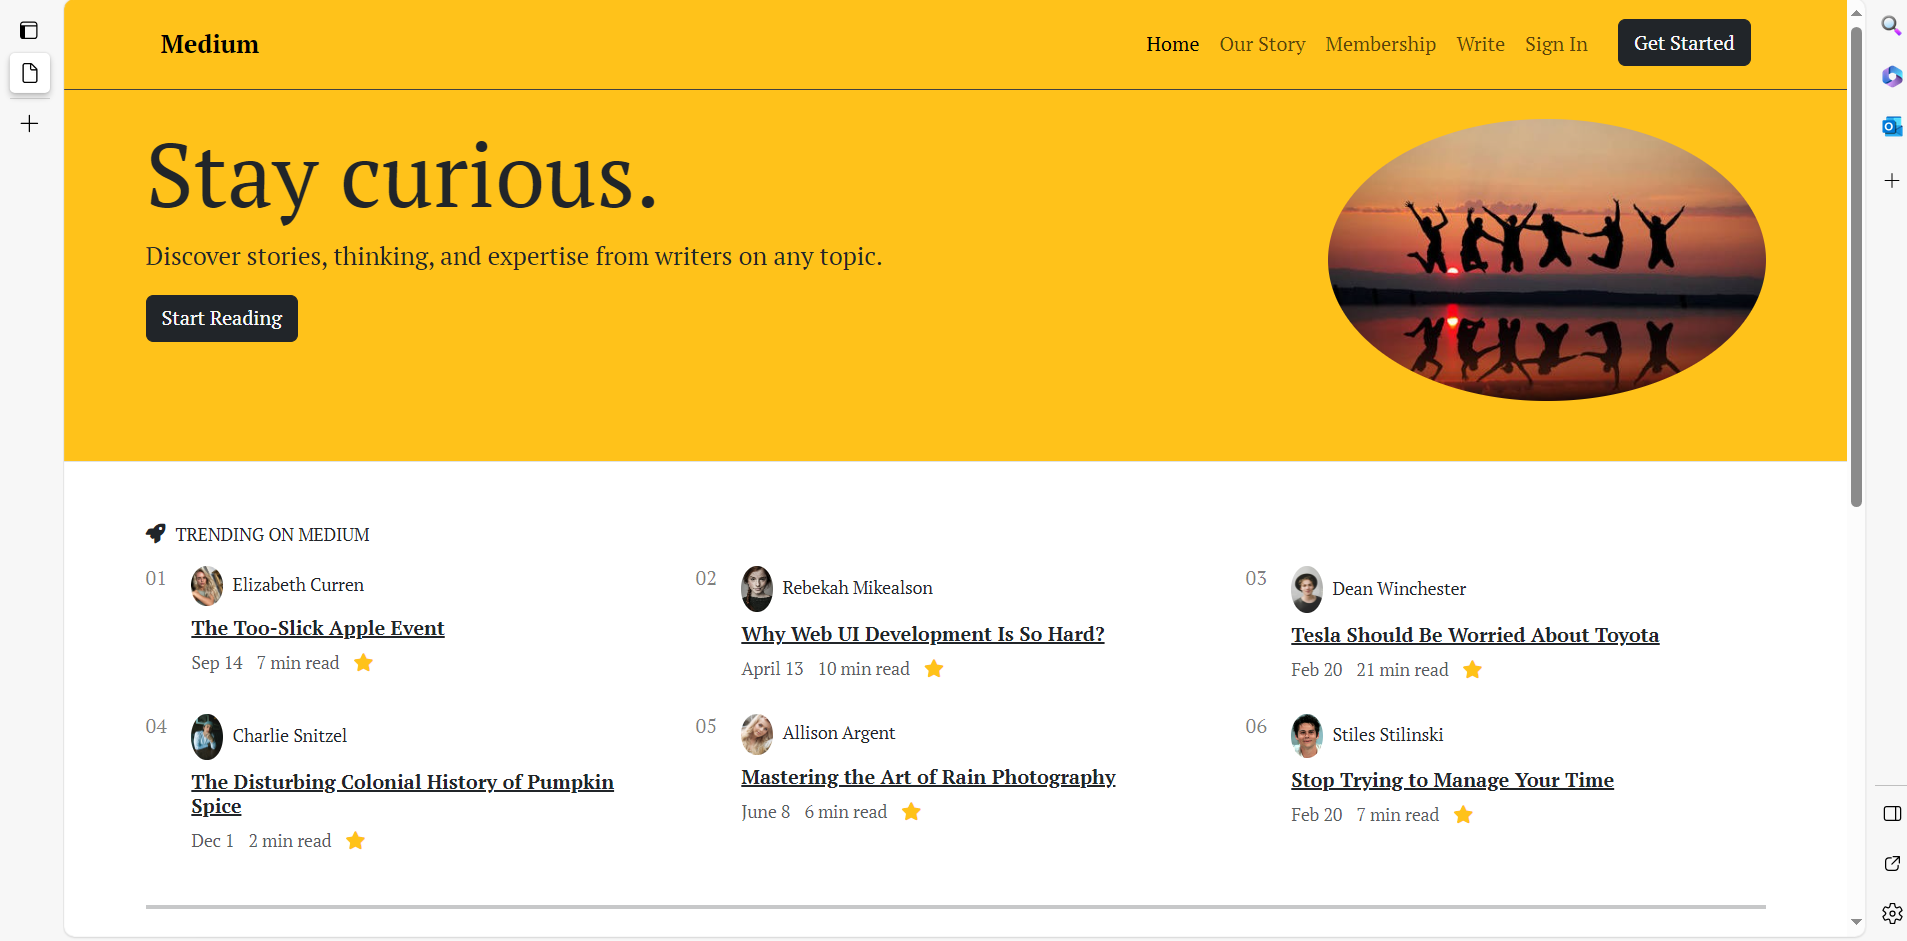 Medium
Home Our Story Membership Write Sign In Get Started
Stay curious.
Discover stories, thinking, and expertise from writers on any topic.
Start Reading
TRENDING ON MEDIUM
01 Elizabeth Curren
The Too-Slick Apple Event
Sep 14 7 min read
02 Rebekah Mikealson
Why Web UI Development Is So Hard?
April 13 10 min read
03 Dean Winchester
Tesla Should Be Worried About Toyota
Feb 20 21 min read
04 Charlie Snitzel
The Disturbing Colonial History of Pumpkin
Spice
Dec 1 2 min read
05 Allison Argent
Mastering the Art of Rain Photography
June 8 6 min read
06 Stiles Stilinski
Stop Trying to Manage Your Time
Feb 20 7 min read